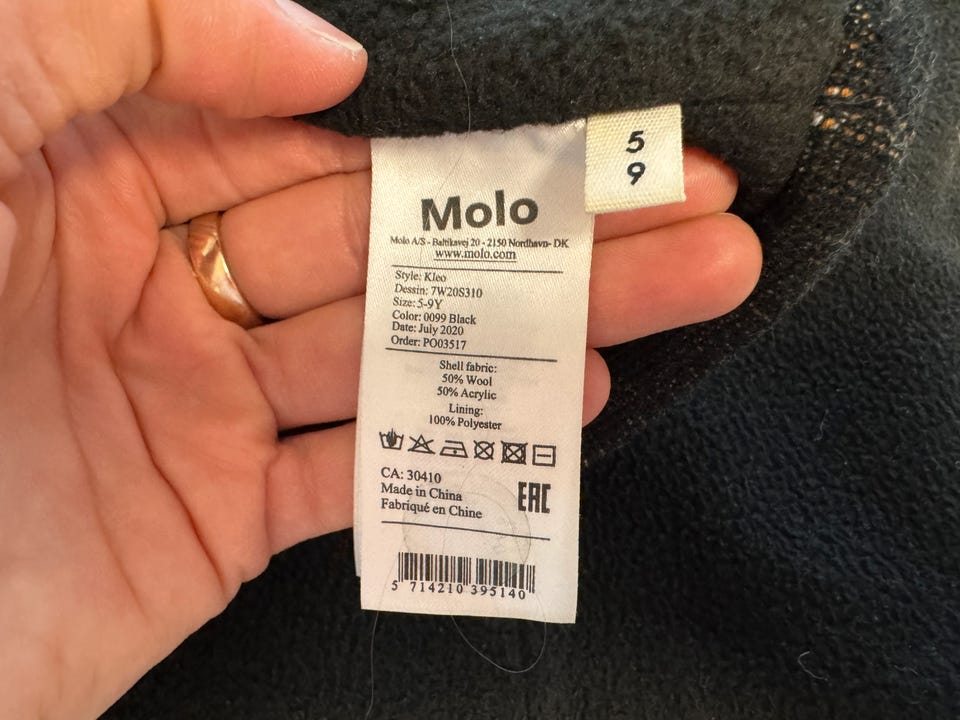 5
9
Molo
Molo A/S - Baltikavej 20 - 2150 Nordhavn- DK
www.molo.com
Style: Kleo
Dessin: 7W20S310
Size: 5-9Y
Color: 0099 Black
Date: July 2020
Order: PO03517
Shell fabric:
50% Wool
50% Acrylic
Lining:
100% Polyester
CA: 30410
Made in China
Fabriqué en Chine
EAC
5 714210 395140